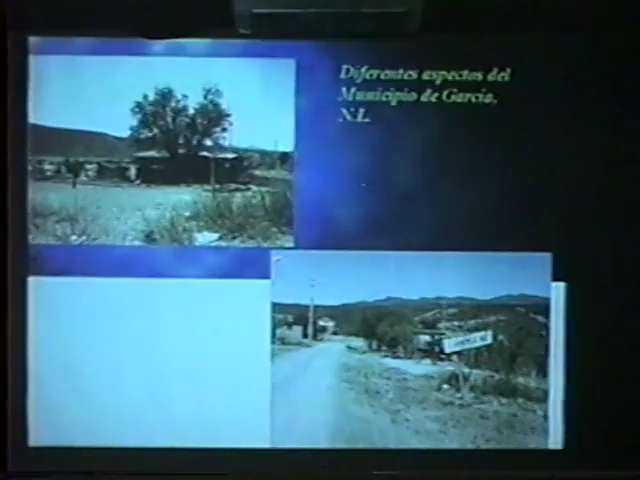 Diferentes aspectos del
Municipio de García,
N.L.